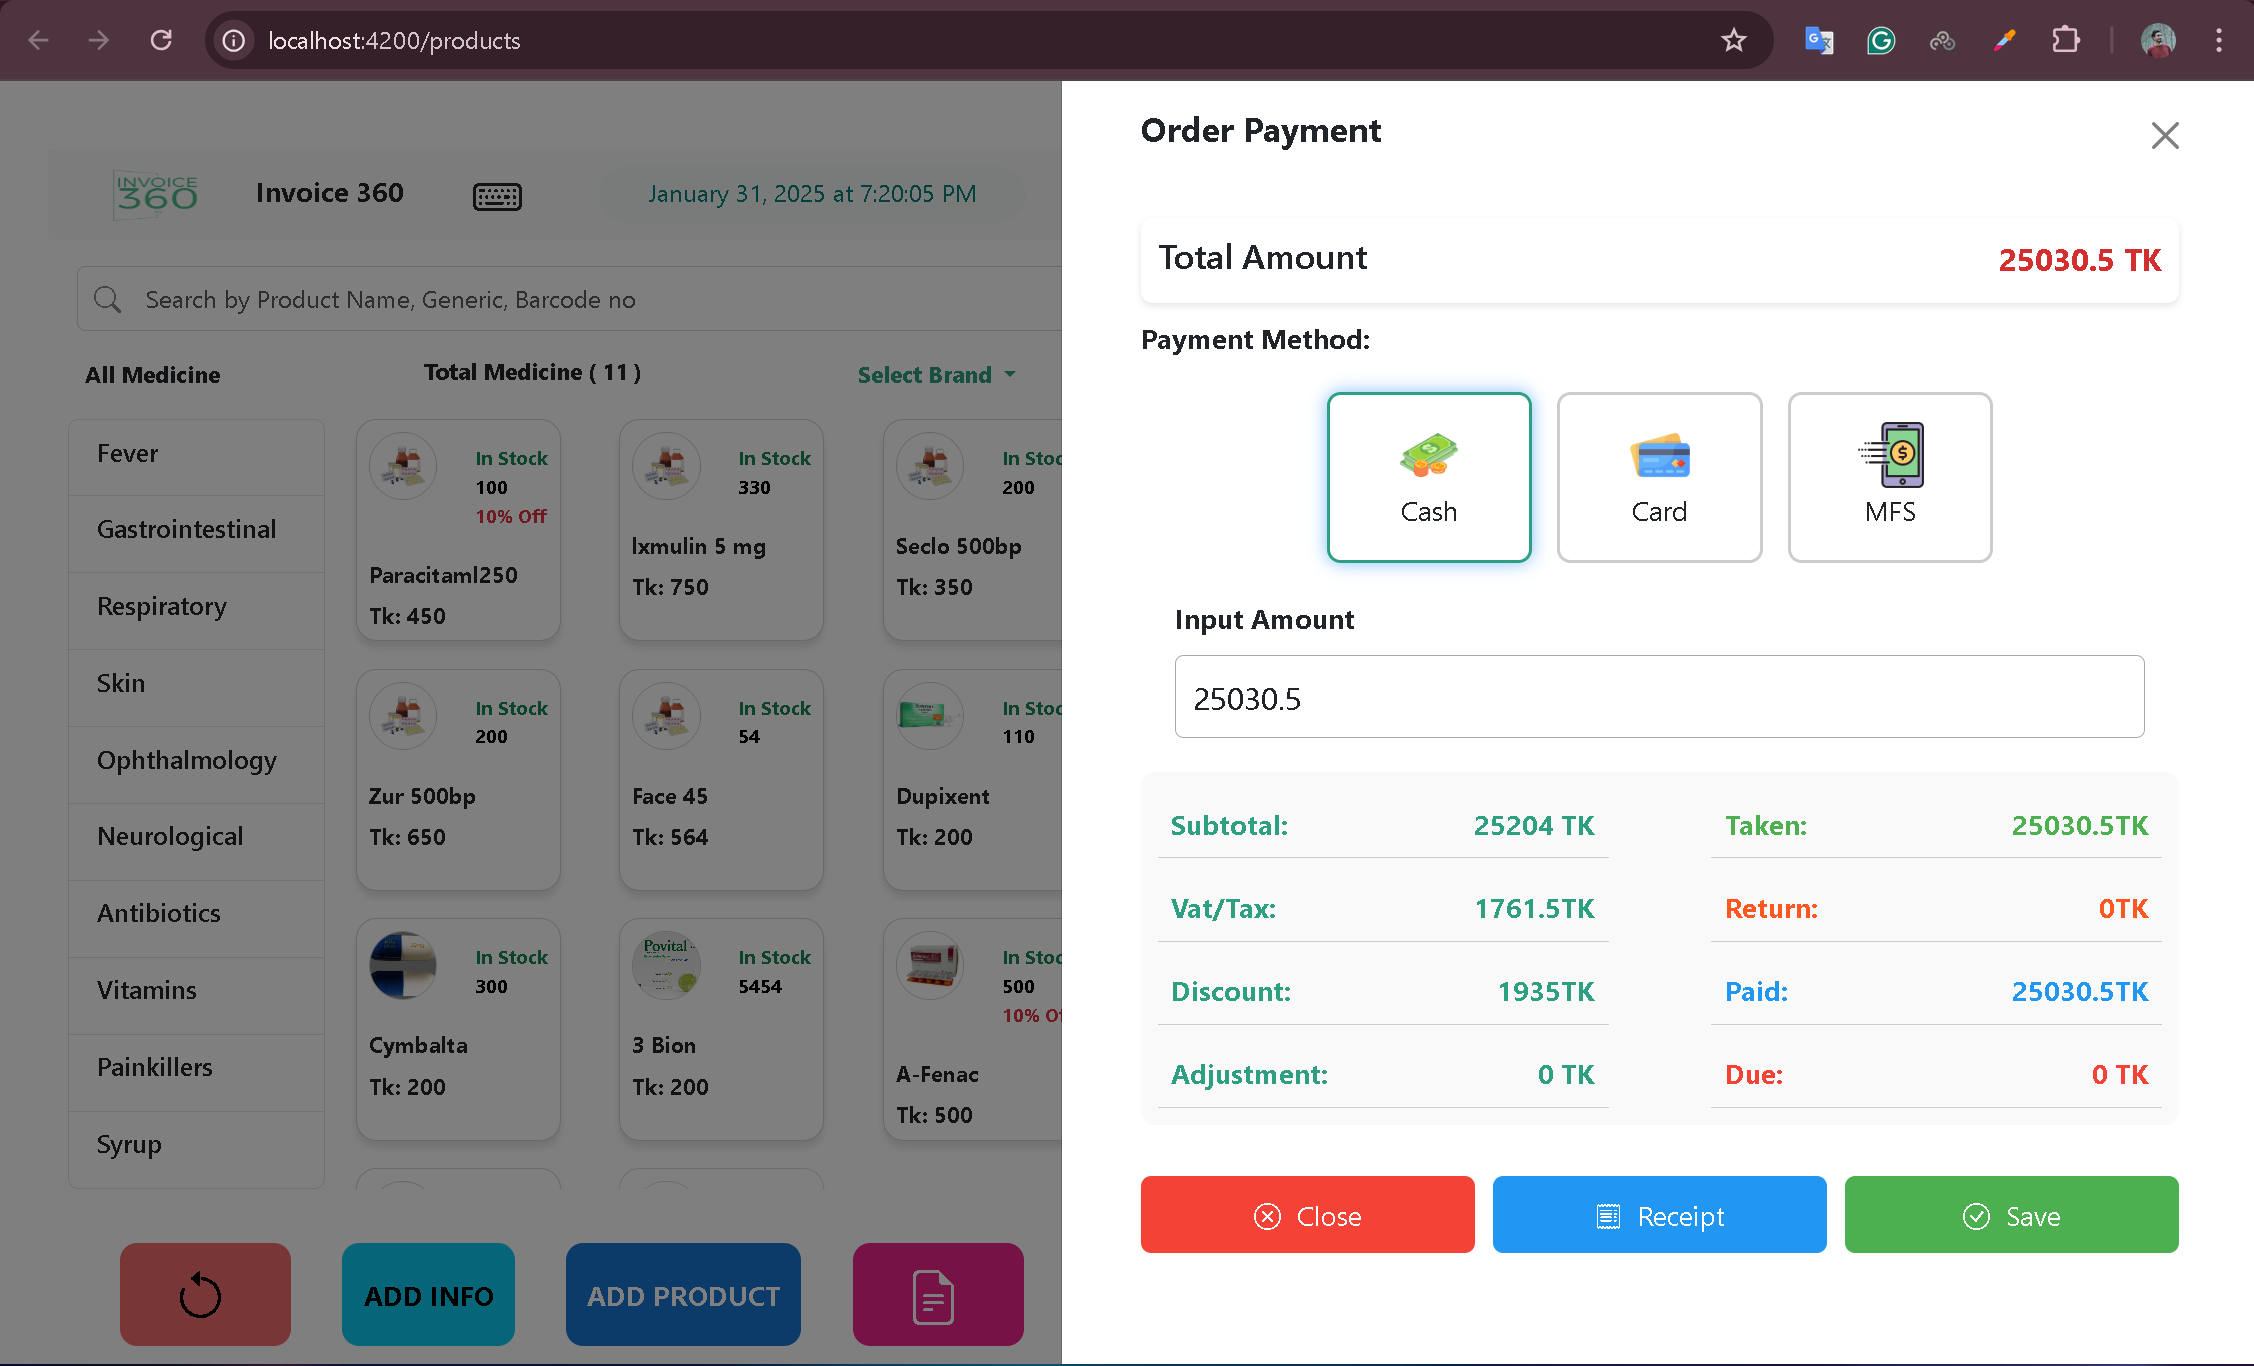 localhost:4200/products
INVOICE
360
Invoice 360
January 31, 2025 at 7:20:05 PM
Search by Product Name, Generic, Barcode no
All Medicine
Total Medicine ( 11 )
Select Brand
Fever
Gastrointestinal
Respiratory
Skin
Ophthalmology
Neurological
Antibiotics
Vitamins
Painkillers
Syrup
In Stock
100
10% Off
Paracitaml250
Tk: 450
In Stock
330
lxmulin 5 mg
Tk: 750
In Stoc
200
Seclo 500bp
Tk: 350
In Stock
200
Zur 500bp
Tk: 650
In Stock
54
Face 45
Tk: 564
In Stoc
110
Dupixent
Tk: 200
In Stock
300
Cymbalta
Tk: 200
Povital
In Stock
5454
3 Bion
Tk: 200
In Stoc
500
10% Of
A-Fenac
Tk: 500
ADD INFO
ADD PRODUCT
Order Payment
Total Amount
25030.5 TK
Payment Method:
Cash
Card
MFS
Input Amount
25030.5
Subtotal: 25204 TK
Vat/Tax: 1761.5TK
Discount: 1935TK
Adjustment: 0 TK
Taken: 25030.5TK
Return: 0TK
Paid: 25030.5TK
Due: 0 TK
Close
Receipt
Save